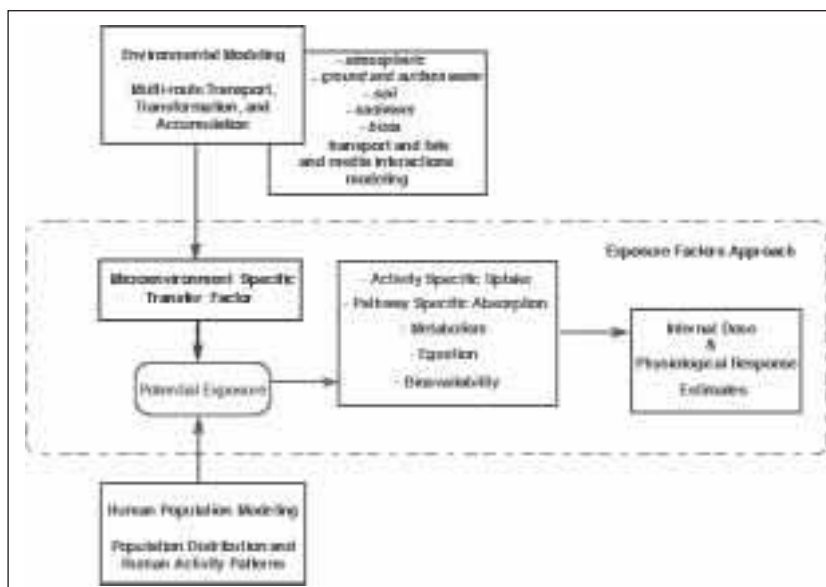 Environmental Modeling
Multi-route Transport,
Transformation, and
Accumulation
- atmospheric
- ground and surface water
- soil
- sediment
- biota
transport and fate
and media interactions
modeling
Exposure Factors Approach
Microenvironment Specific
Transfer Factor
- Activity Specific Uptake
- Pathway Specific Absorption
- Metabolism
-
- Bioavailability
Internal Dose
&
Physiological Response
Estimates
Potential Exposure
Human Population Modeling
Population Distribution and
Human Activity Patterns